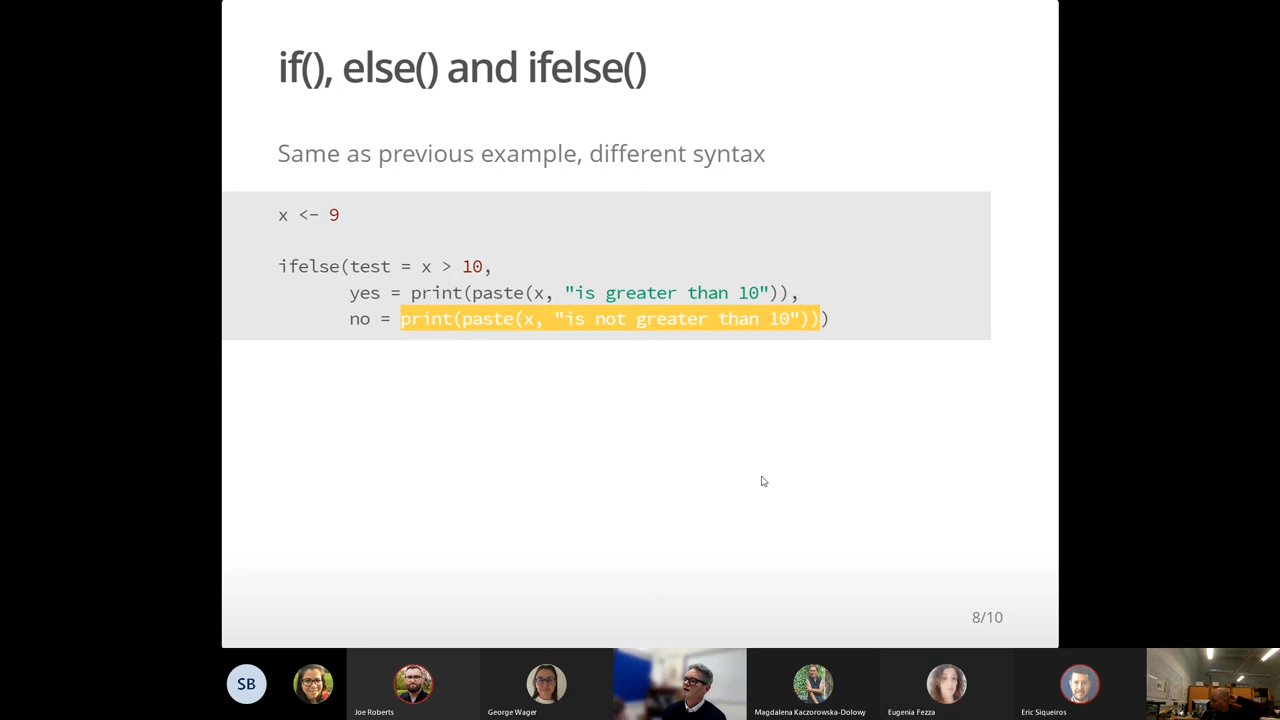 if(), else() and ifelse()
Same as previous example, different syntax
x <- 9
ifelse(test = x > 10,
yes = print(paste(x, "is greater than 10")),
no = print(paste(x, "is not greater than 10")))
8/10
SB
Joe Roberts
George Wager
Magdalena Kaczorowska-Dolowy
Eugenia Fezza
Eric Siqueiros